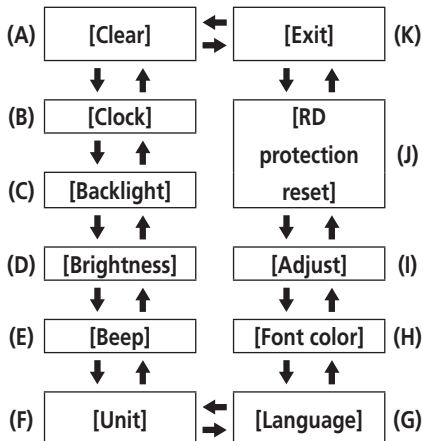 (A) [Clear] [Exit] (K)
(B) [Clock] [RD
protection
reset] (J)
(C) [Backlight]
(D) [Brightness] [Adjust] (I)
(E) [Beep] [Font color] (H)
(F) [Unit] [Language] (G)